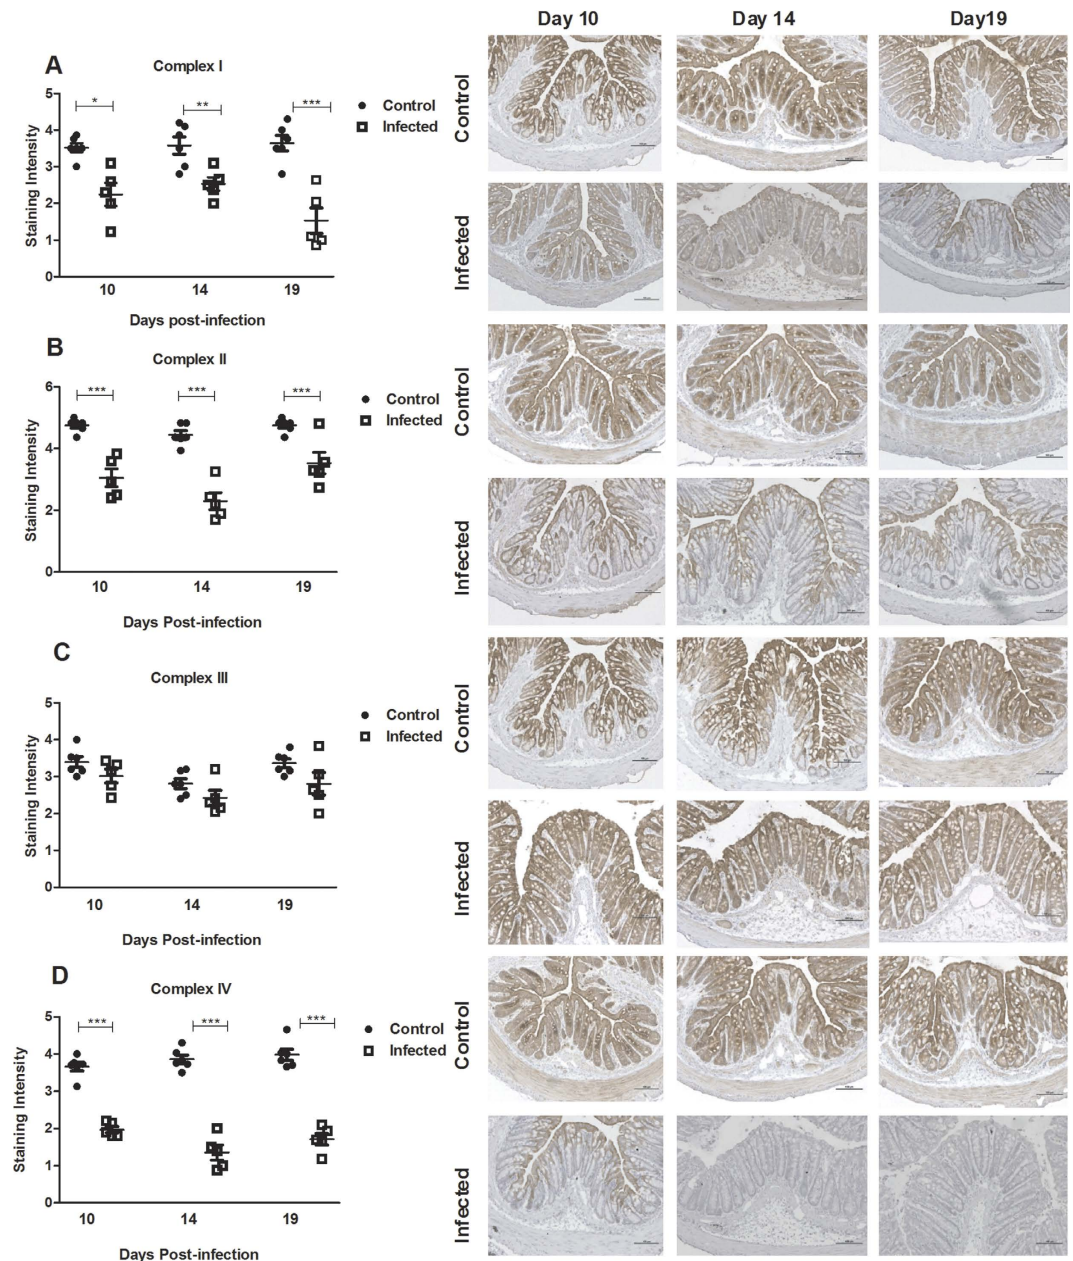 Day 10
Day 14
Day19
A
Complex I
5
4
3
2
1
0
Staining Intensity
*
**
***
Control
Infected
10
14
19
Days post-infection
Control
Infected
B
Complex II
6
4
2
0
Staining Intensity
***
***
***
Control
Infected
10
14
19
Days Post-infection
Control
Infected
C
Complex III
5
4
3
2
1
0
Staining Intensity
Control
Infected
10
14
19
Days Post-infection
Control
Infected
D
Complex IV
5
4
3
2
1
0
Staining Intensity
***
***
***
Control
Infected
10
14
19
Days Post-infection
Control
Infected